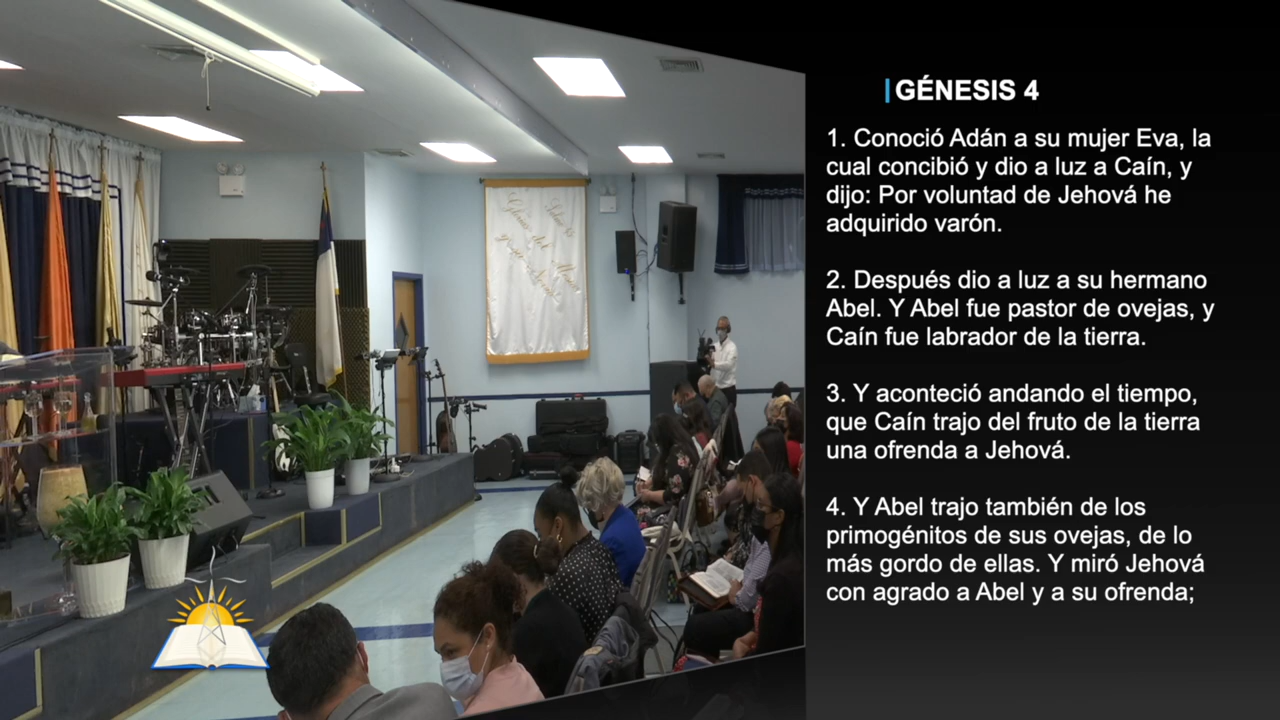 GÉNESIS 4
1. Conoció Adán a su mujer Eva, la
cual concibió y dio a luz a Caín, y
dijo: Por voluntad de Jehová he
adquirido varón.
2. Después dio a luz a su hermano
Abel. Y Abel fue pastor de ovejas, y
Caín fue labrador de la tierra.
3. Y aconteció andando el tiempo,
que Caín trajo del fruto de la tierra
una ofrenda a Jehová.
4. Y Abel trajo también de los
primogénitos de sus ovejas, de lo
más gordo de ellas. Y miró Jehová
con agrado a Abel y a su ofrenda;